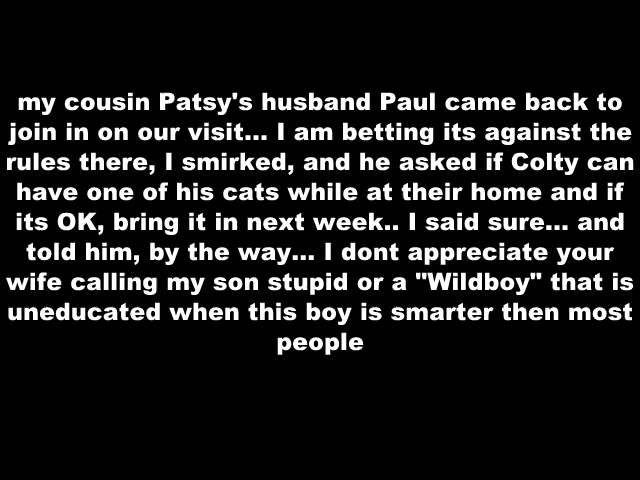 my cousin Patsy's husband Paul came back to
join in on our visit... I am betting its against the
rules there, I smirked, and he asked if Colty can
have one of his cats while at their home and if
its OK, bring it in next week.. I said sure... and
told him, by the way... I dont appreciate your
wife calling my son stupid or a "Wildboy" that is
uneducated when this boy is smarter then most
people